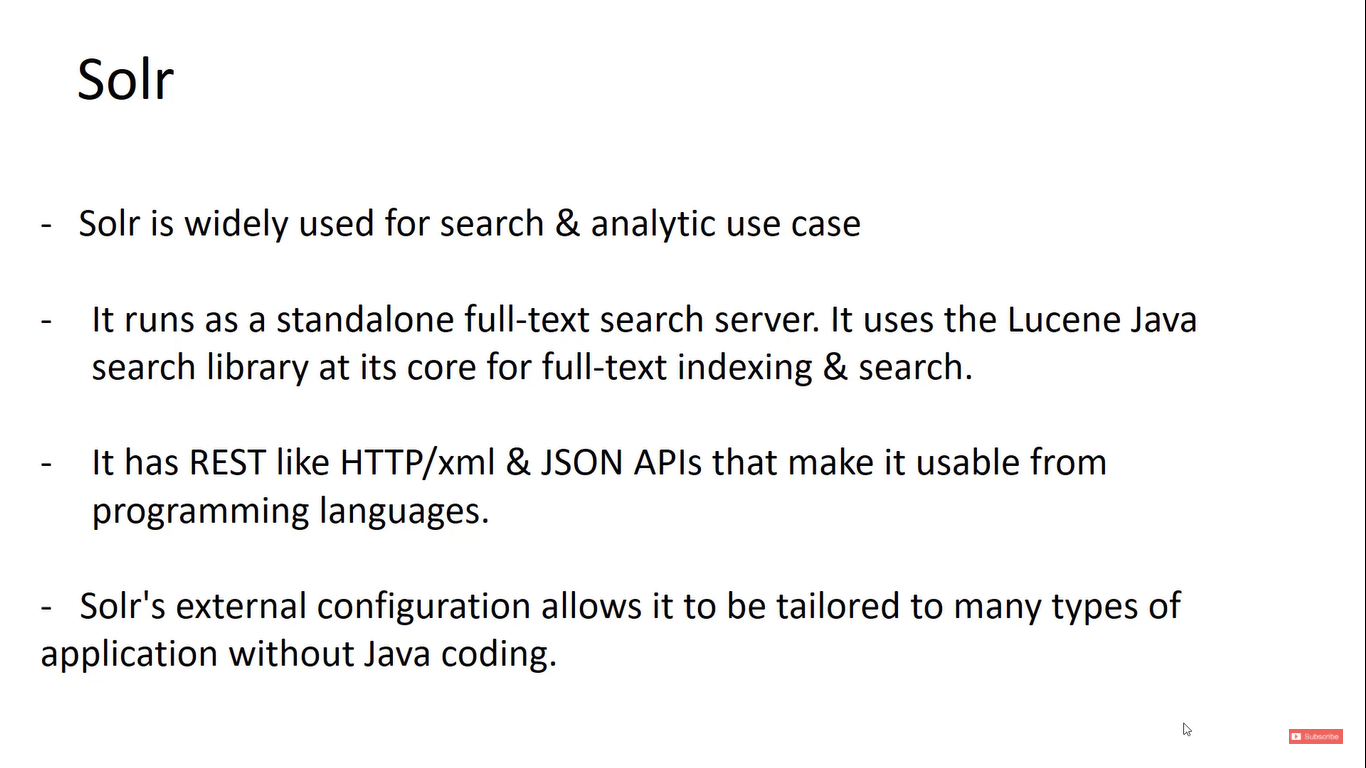 Solr
- Solr is widely used for search & analytic use case
- It runs as a standalone full-text search server. It uses the Lucene Java
search library at its core for full-text indexing & search.
- It has REST like HTTP/xml & JSON APIs that make it usable from
programming languages.
- Solr's external configuration allows it to be tailored to many types of
application without Java coding.
Subscribe